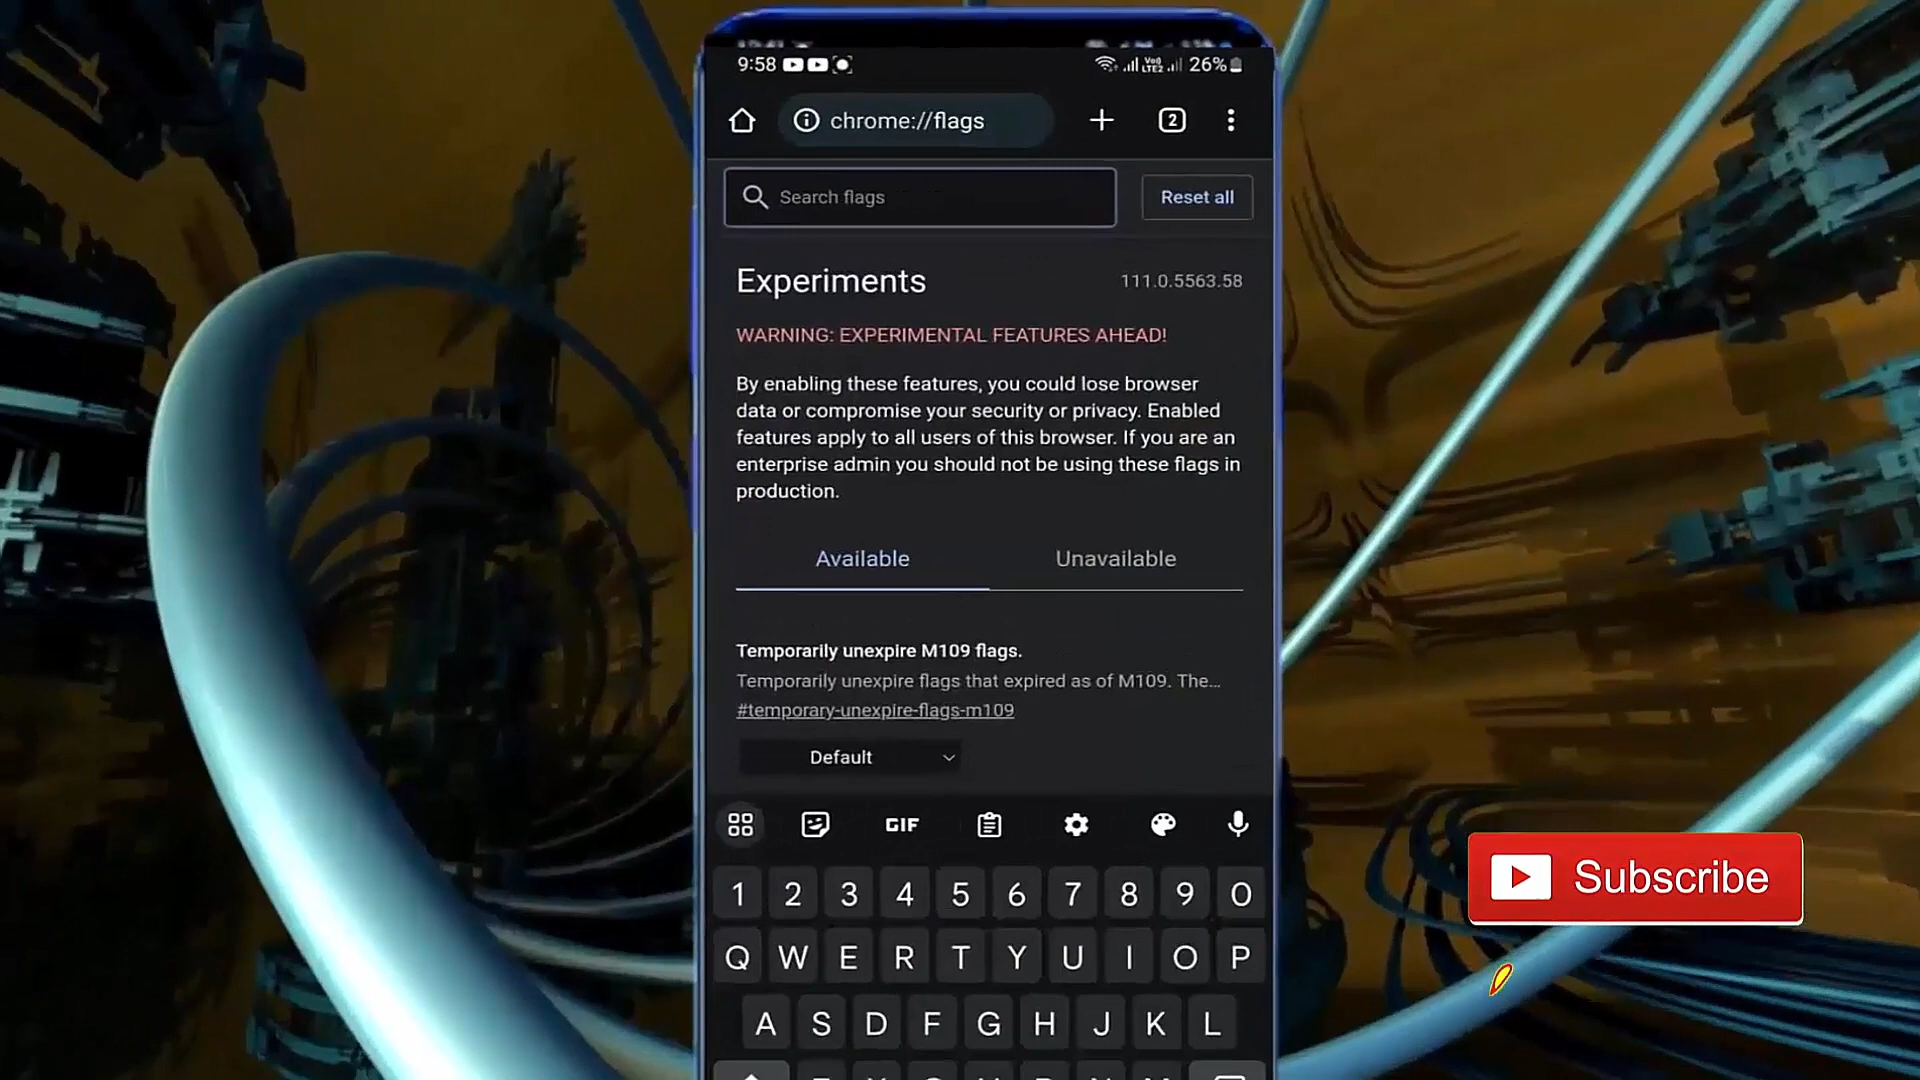 9:58
Vo9 LTE2
26%
chrome://flags
2
Search flags
Reset all
Experiments
111.0.5563.58
WARNING: EXPERIMENTAL FEATURES AHEAD!
By enabling these features, you could lose browser
data or compromise your security or privacy. Enabled
features apply to all users of this browser. If you are an
enterprise admin you should not be using these flags in
production.
Available
Unavailable
Temporarily unexpire M109 flags.
Temporarily unexpire flags that expired as of M109. The...
#temporary-unexpire-flags-m109
Default
GIF
1 2 3 4 5 6 7 8 9 0
Q W E R T Y U I O P
A S D F G H J K L
Subscribe